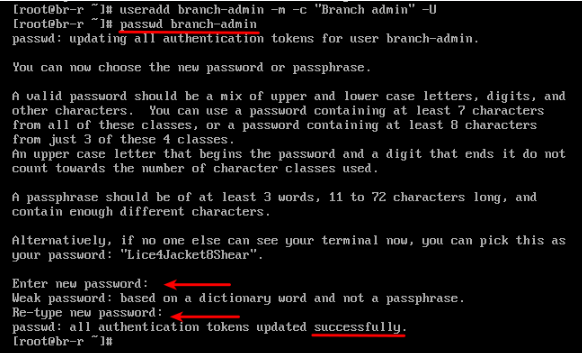 [root@br-r ~]# useradd branch-admin -m -c "Branch admin" -U
[root@br-r ~]# passwd branch-admin
passwd: updating all authentication tokens for user branch-admin.
You can now choose the new password or passphrase.
A valid password should be a mix of upper and lower case letters, digits, and
other characters.  You can use a password containing at least 7 characters
from all of these classes, or a password containing at least 8 characters
from just 3 of these 4 classes.
An upper case letter that begins the password and a digit that ends it do not
count towards the number of character classes used.
A passphrase should be of at least 3 words, 11 to 72 characters long, and
contain enough different characters.
Alternatively, if no one else can see your terminal now, you can pick this as
your password: "Lice4Jacket8Shear".
Enter new password:
Weak password: based on a dictionary word and not a passphrase.
Re-type new password:
passwd: all authentication tokens updated successfully.
[root@br-r ~]#